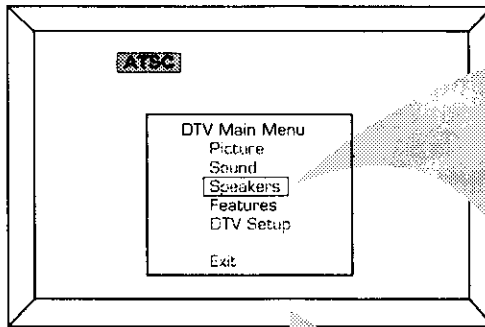 ATSC
DTV Main Menu
Picture
Sound
Speakers
Features
DTV Setup
Exit